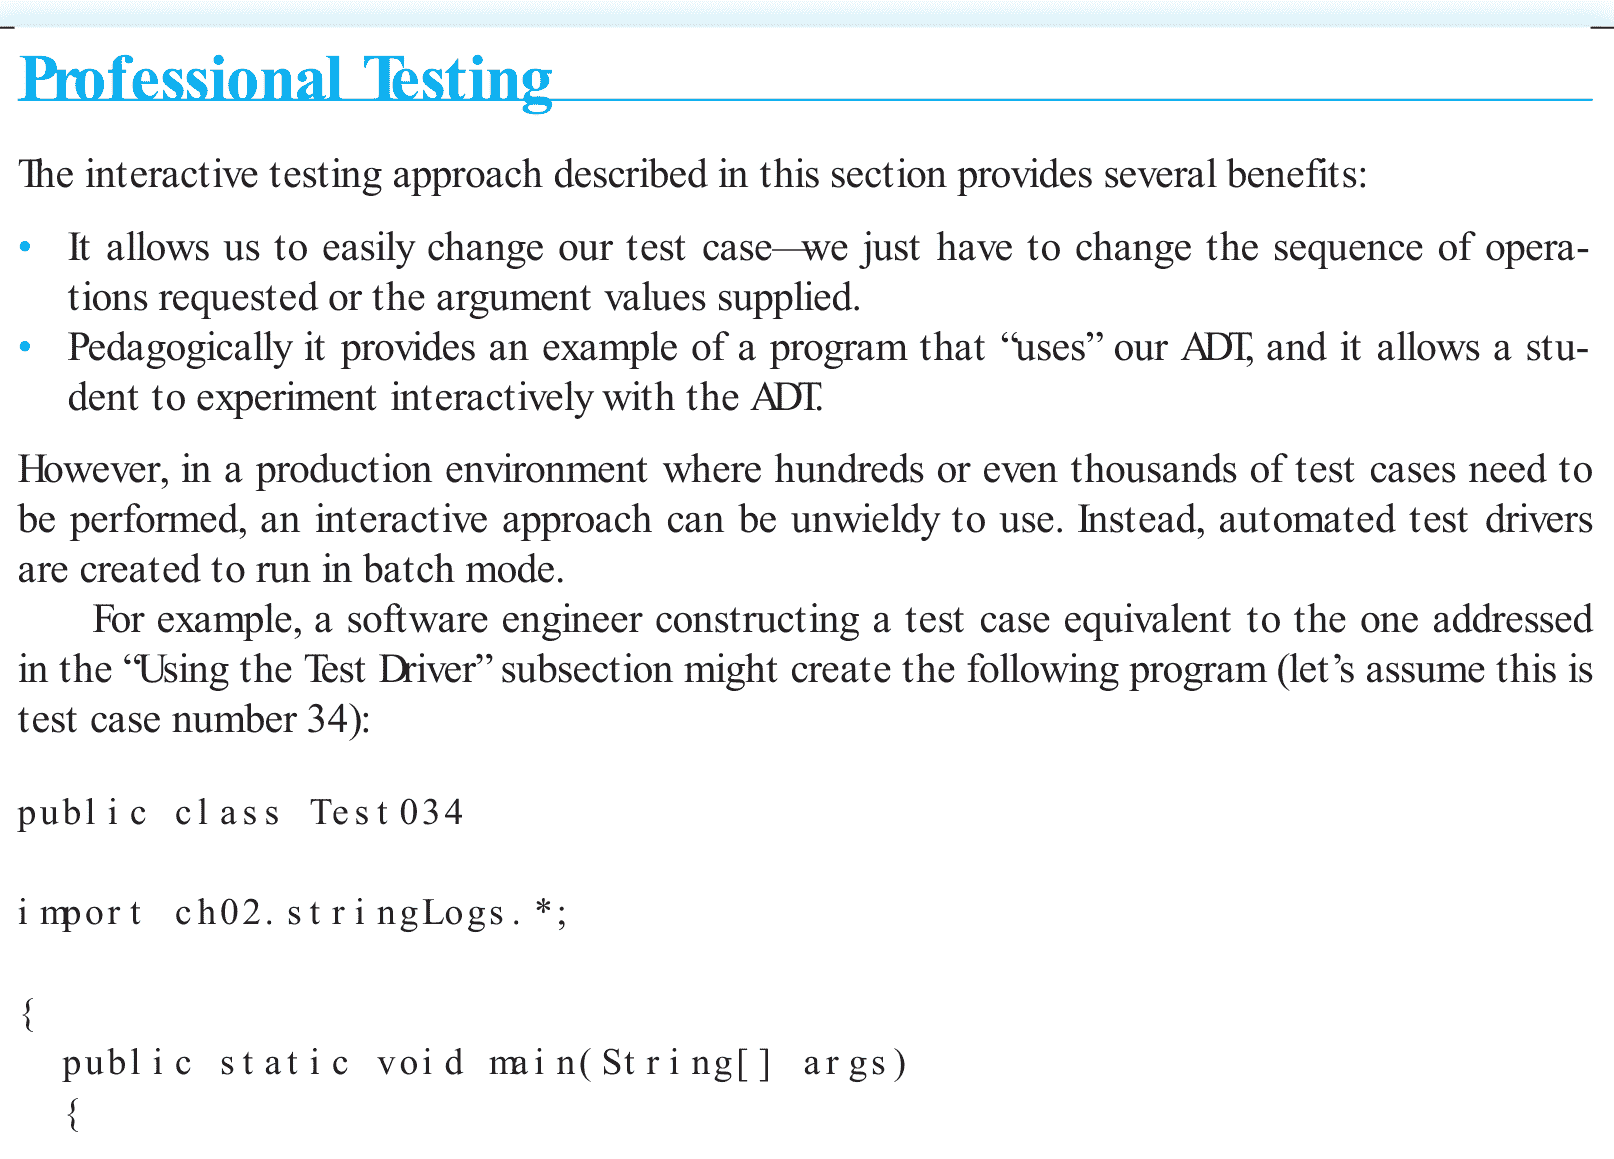 Professional Testing
The interactive testing approach described in this section provides several benefits:
• It allows us to easily change our test case—we just have to change the sequence of opera-
tions requested or the argument values supplied.
• Pedagogically it provides an example of a program that “uses” our ADT, and it allows a stu-
dent to experiment interactively with the ADT.
However, in a production environment where hundreds or even thousands of test cases need to
be performed, an interactive approach can be unwieldy to use. Instead, automated test drivers
are created to run in batch mode.
For example, a software engineer constructing a test case equivalent to the one addressed
in the “Using the Test Driver” subsection might create the following program (let’s assume this is
test case number 34):
public class Test034
import ch02.stringLogs.*;
{
public static void main(String[] args)
{